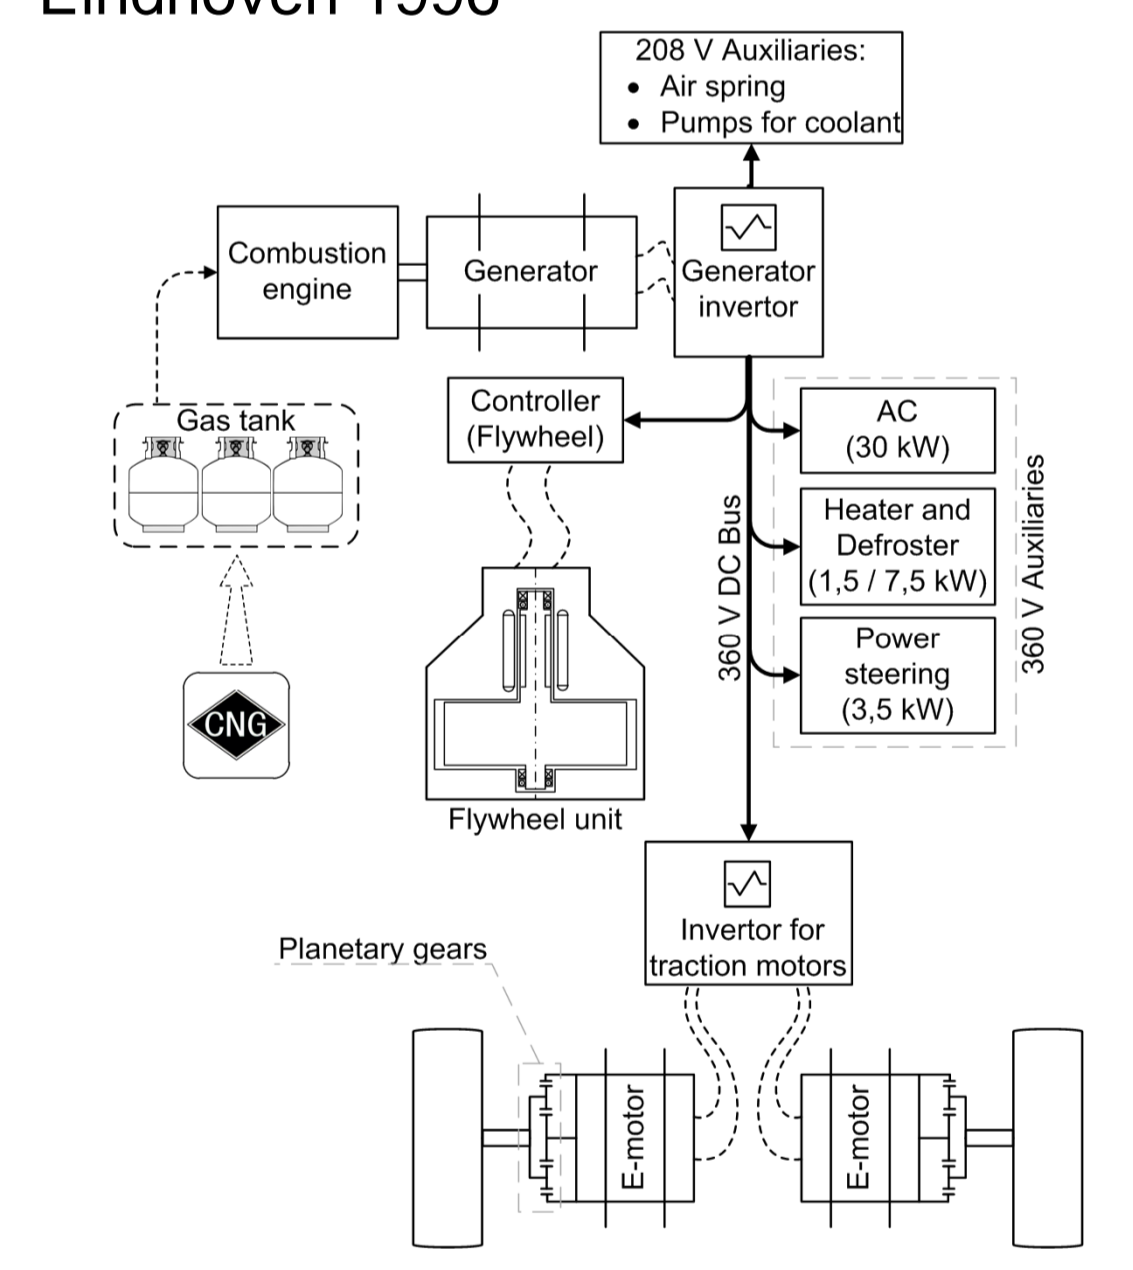 Eindhoven 1996
208 V Auxiliaries:
• Air spring
• Pumps for coolant
Combustion
engine
Generator
Generator
invertor
Gas tank
CNG
Controller
(Flywheel)
Flywheel unit
360 V DC Bus
AC
(30 kW)
Heater and
Defroster
(1,5 / 7,5 kW)
Power
steering
(3,5 kW)
360 V Auxiliaries
Invertor for
traction motors
Planetary gears
E-motor
E-motor